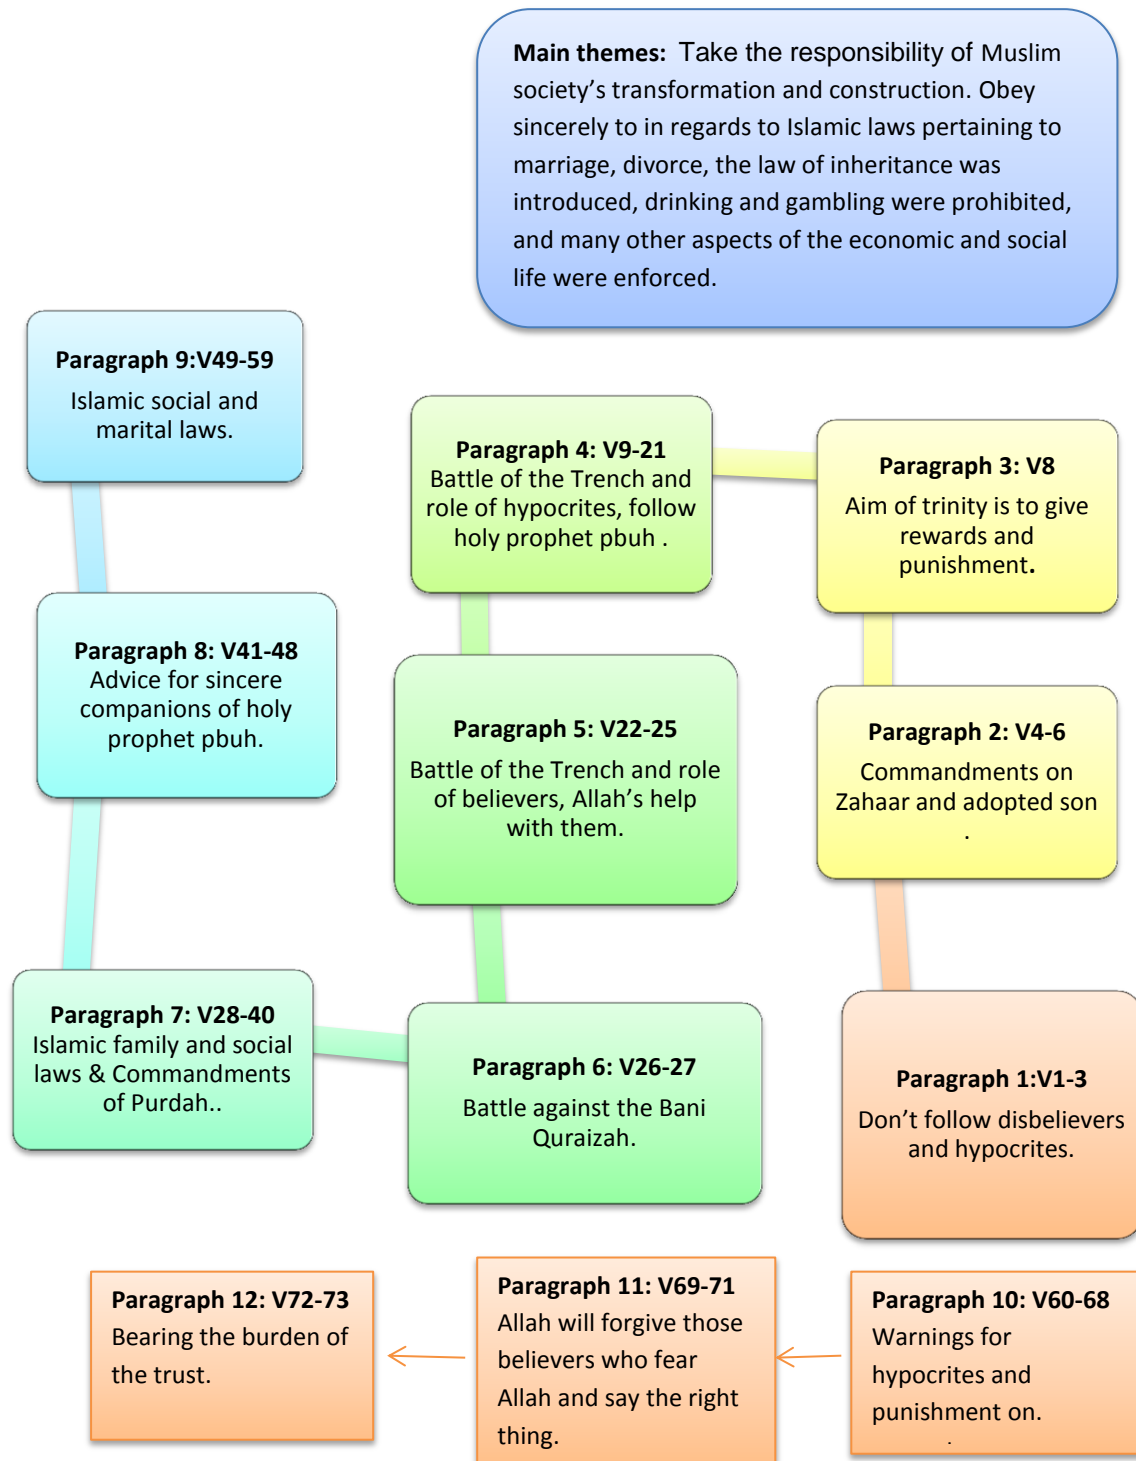 Main themes: Take the responsibility of Muslim
society’s transformation and construction. Obey
sincerely to in regards to Islamic laws pertaining to
marriage, divorce, the law of inheritance was
introduced, drinking and gambling were prohibited,
and many other aspects of the economic and social
life were enforced.
Paragraph 9:V49-59
Islamic social and
marital laws.
Paragraph 4: V9-21
Battle of the Trench and
role of hypocrites, follow
holy prophet pbuh .
Paragraph 3: V8
Aim of trinity is to give
rewards and
punishment.
Paragraph 8: V41-48
Advice for sincere
companions of holy
prophet pbuh.
Paragraph 5: V22-25
Battle of the Trench and role
of believers, Allah’s help
with them.
Paragraph 2: V4-6
Commandments on
Zahaar and adopted son
.
Paragraph 7: V28-40
Islamic family and social
laws & Commandments
of Purdah..
Paragraph 6: V26-27
Battle against the Bani
Quraizah.
Paragraph 1:V1-3
Don’t follow disbelievers
and hypocrites.
Paragraph 12: V72-73
Bearing the burden of
the trust.
Paragraph 11: V69-71
Allah will forgive those
believers who fear
Allah and say the right
thing.
Paragraph 10: V60-68
Warnings for
hypocrites and
punishment on.
.